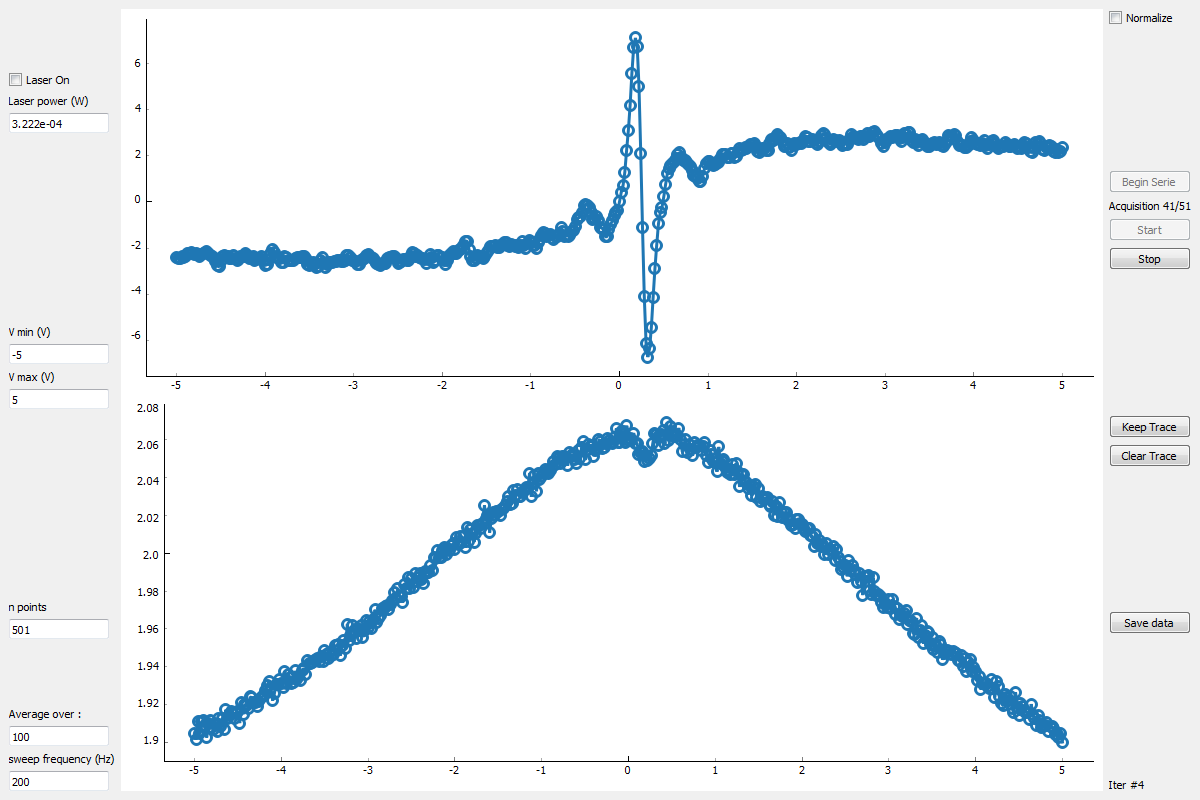 Normalize
Laser On
Laser power (W)
3.222e-04
6
4
2
0
-2
-4
-6
-5 -4 -3 -2 -1 0 1 2 3 4 5
Begin Serie
Acquisition 41/51
Start
Stop
V min (V)
-5
V max (V)
5
2.08
2.06
2.04
2.02
2.0
1.98
1.96
1.94
1.92
1.9
-5 -4 -3 -2 -1 0 1 2 3 4 5
Keep Trace
Clear Trace
n points
501
Save data
Average over :
100
sweep frequency (Hz)
200
Iter #4